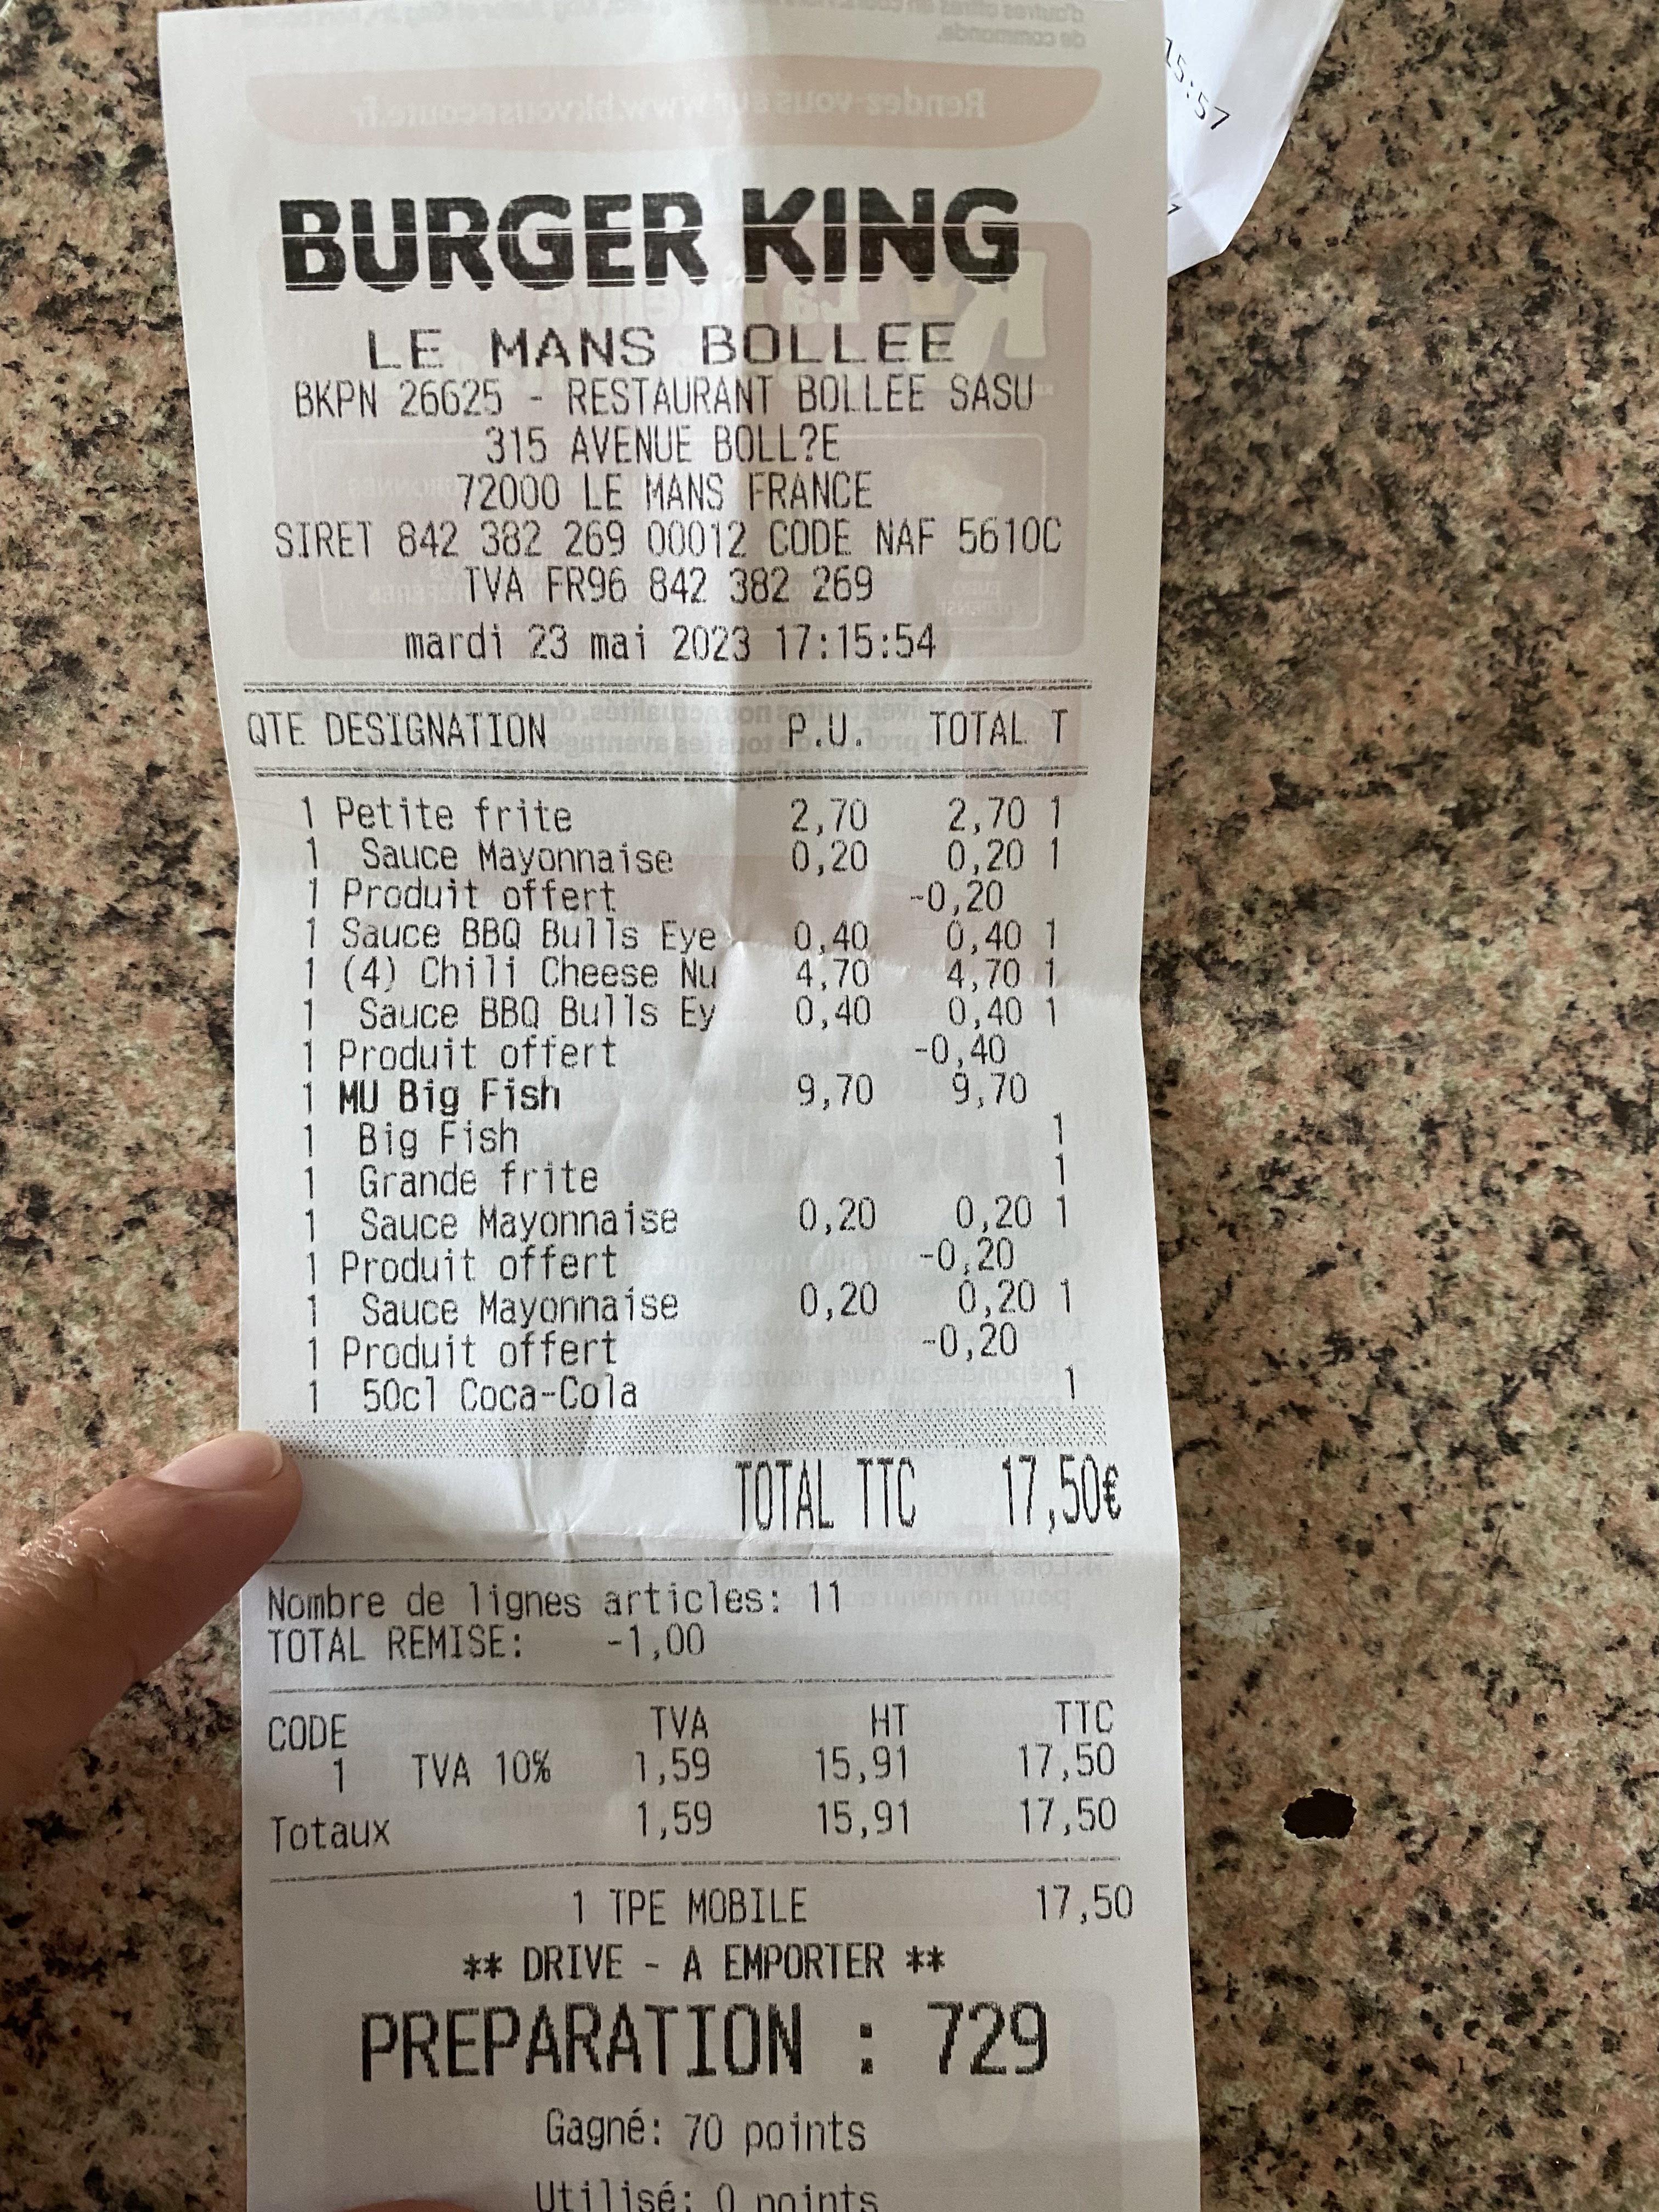 de commande.
Rendez-vous sur www.bkvousecoute.fr
15:57
BURGER KING
LE MANS BOLLEE
BKPN 26625 - RESTAURANT BOLLEE SASU
315 AVENUE BOLL?E
72000 LE MANS FRANCE
SIRET 842 382 269 00012 CODE NAF 5610C
TVA FR96 842 382 269
mardi 23 mai 2023 17:15:54
QTE DESIGNATION P.U. TOTAL T
1 Petite frite 2,70 2,70 1
1 Sauce Mayonnaise 0,20 0,20 1
1 Produit offert -0,20
1 Sauce BBQ Bulls Eye 0,40 0,40 1
1 (4) Chili Cheese Nu 4,70 4,70 1
1 Sauce BBQ Bulls Ey 0,40 0,40 1
1 Produit offert -0,40
1 MU Big Fish 9,70 9,70
1 Big Fish 1
1 Grande frite 1
1 Sauce Mayonnaise 0,20 0,20 1
1 Produit offert -0,20
1 Sauce Mayonnaise 0,20 0,20 1
1 Produit offert -0,20
1 50cl Coca-Cola 1
TOTAL TTC 17,50€
Nombre de lignes articles: 11
TOTAL REMISE: -1,00
CODE TVA HT TTC
1 TVA 10% 1,59 15,91 17,50
Totaux 1,59 15,91 17,50
1 TPE MOBILE 17,50
** DRIVE - A EMPORTER **
PREPARATION : 729
Gagné: 70 points
Utilisé: 0 points